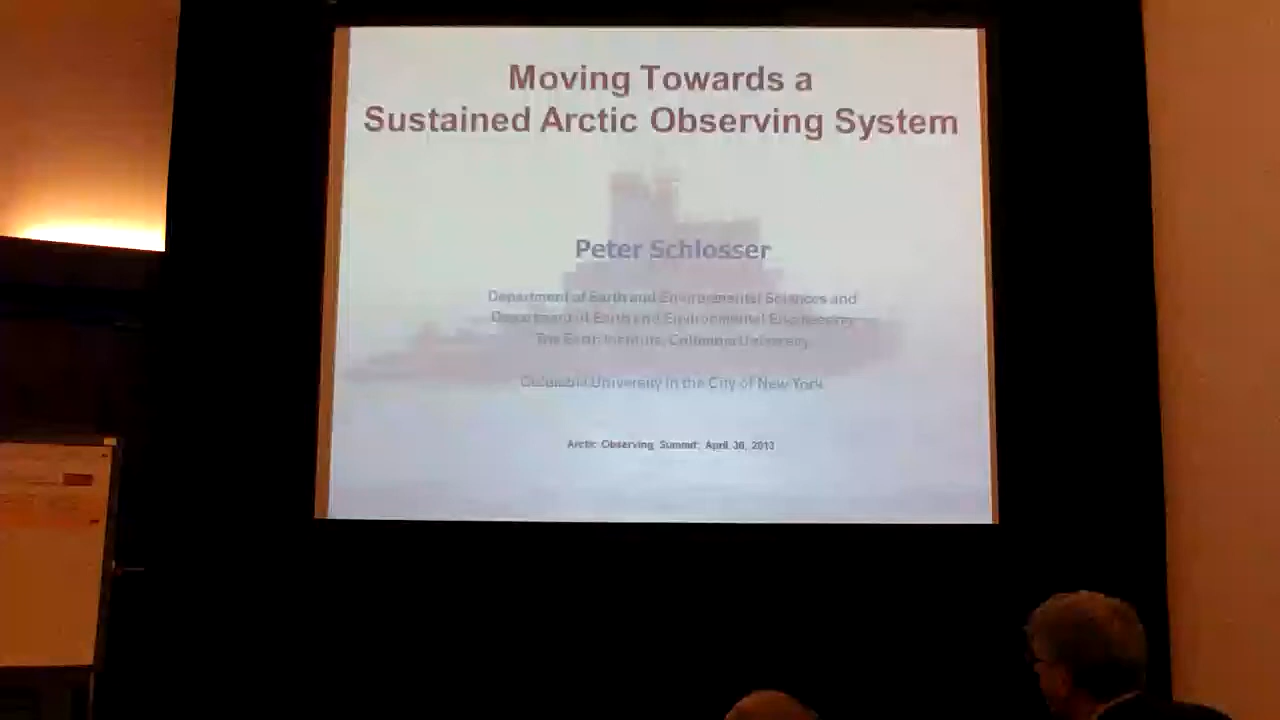 Moving Towards a
Sustained Arctic Observing System
Peter Schlosser
Department of Earth and Environmental Sciences and
Department of Earth and Environmental Engineering
The Earth Institute, Columbia University
Columbia University in the City of New York
Arctic Observing Summit; April 30, 2013